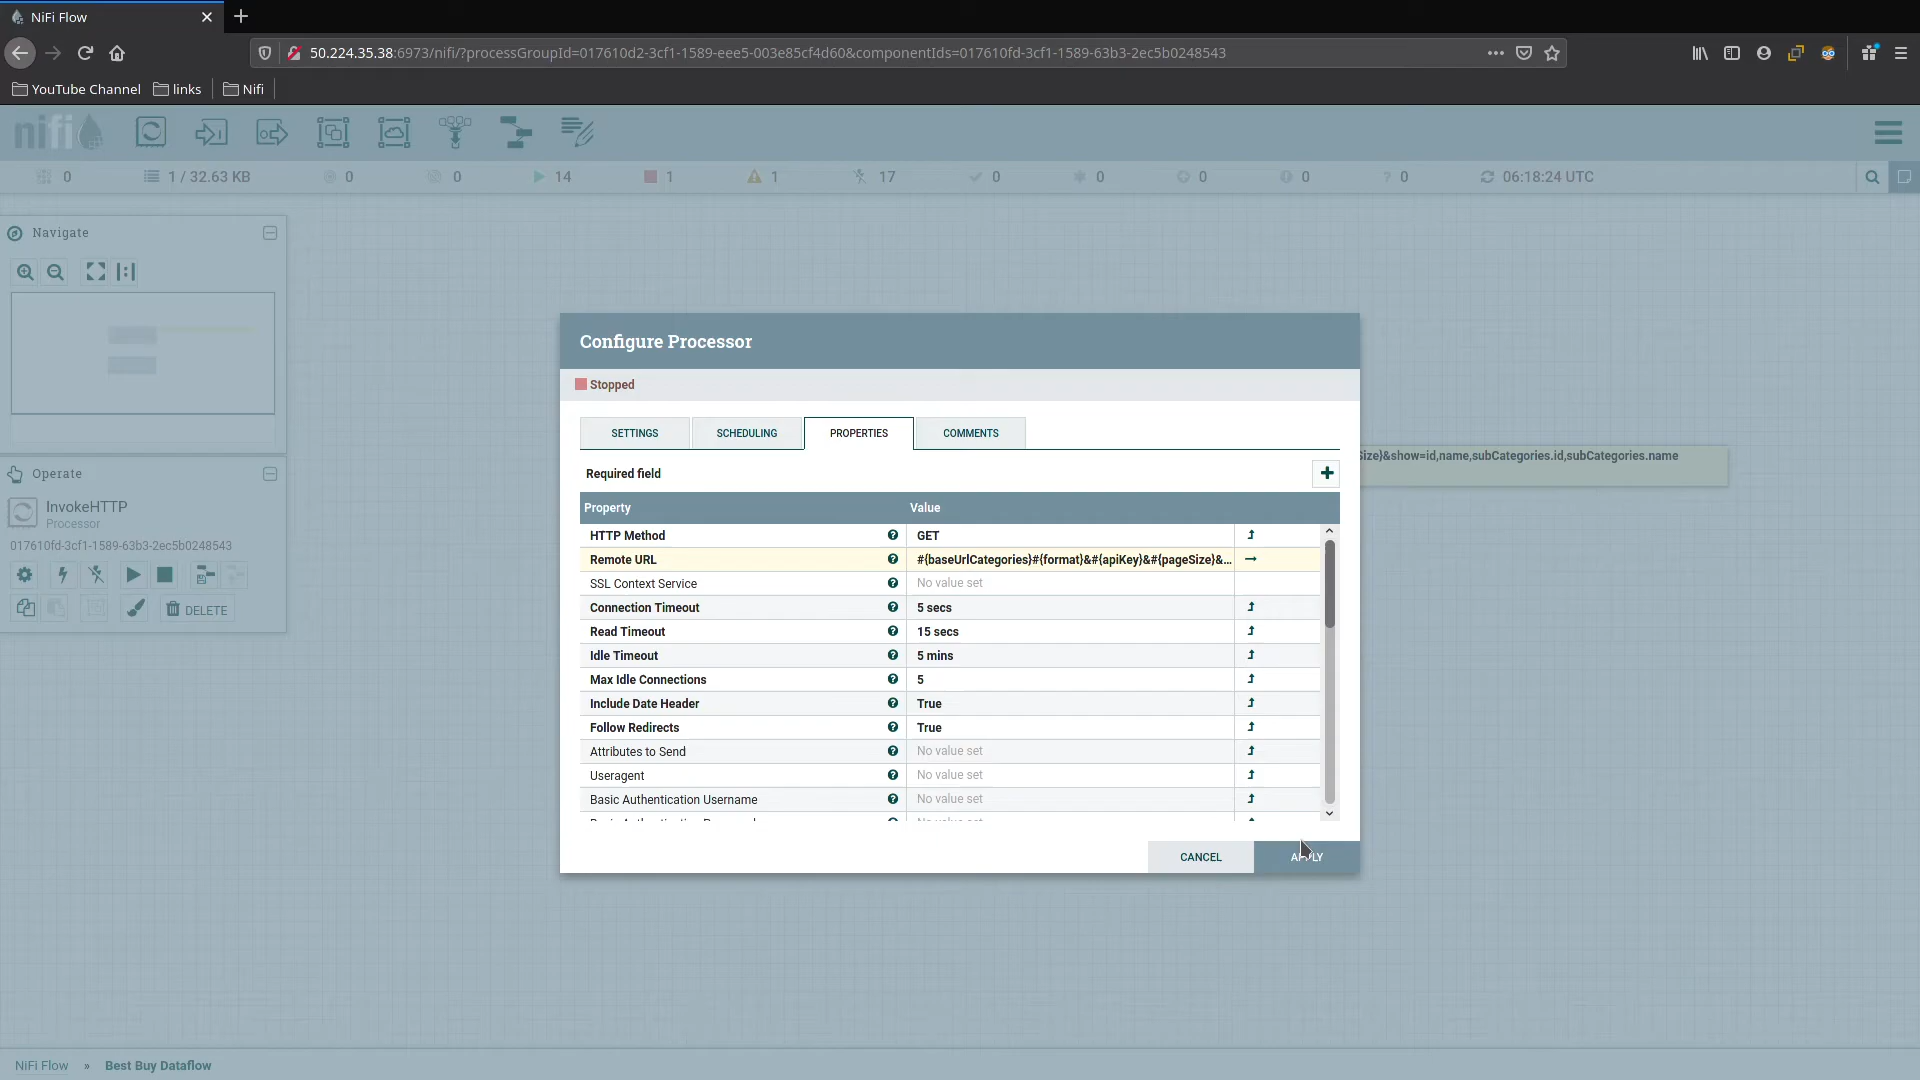 NiFi Flow
50.224.35.38:6973/nifi/?processGroupId=017610d2-3cf1-1589-eee5-003e85cf4d60&componentIds=017610fd-3cf1-1589-63b3-2ec5b0248543
YouTube Channel links Nifi
nifi
0 1 / 32.63 KB 0 0 14 1 1 17 0 0 0 0 ? 0 06:18:24 UTC
Navigate
Operate
InvokeHTTP
Processor
017610fd-3cf1-1589-63b3-2ec5b0248543
DELETE
Configure Processor
Stopped
SETTINGS SCHEDULING PROPERTIES COMMENTS
Required field
Property Value
HTTP Method GET
Remote URL #{baseUrlCategories}#{format}&#{apiKey}&#{pageSize}&...
SSL Context Service No value set
Connection Timeout 5 secs
Read Timeout 15 secs
Idle Timeout 5 mins
Max Idle Connections 5
Include Date Header True
Follow Redirects True
Attributes to Send No value set
Useragent No value set
Basic Authentication Username No value set
CANCEL APPLY
Size}&show=id,name,subCategories.id,subCategories.name
NiFi Flow » Best Buy Dataflow